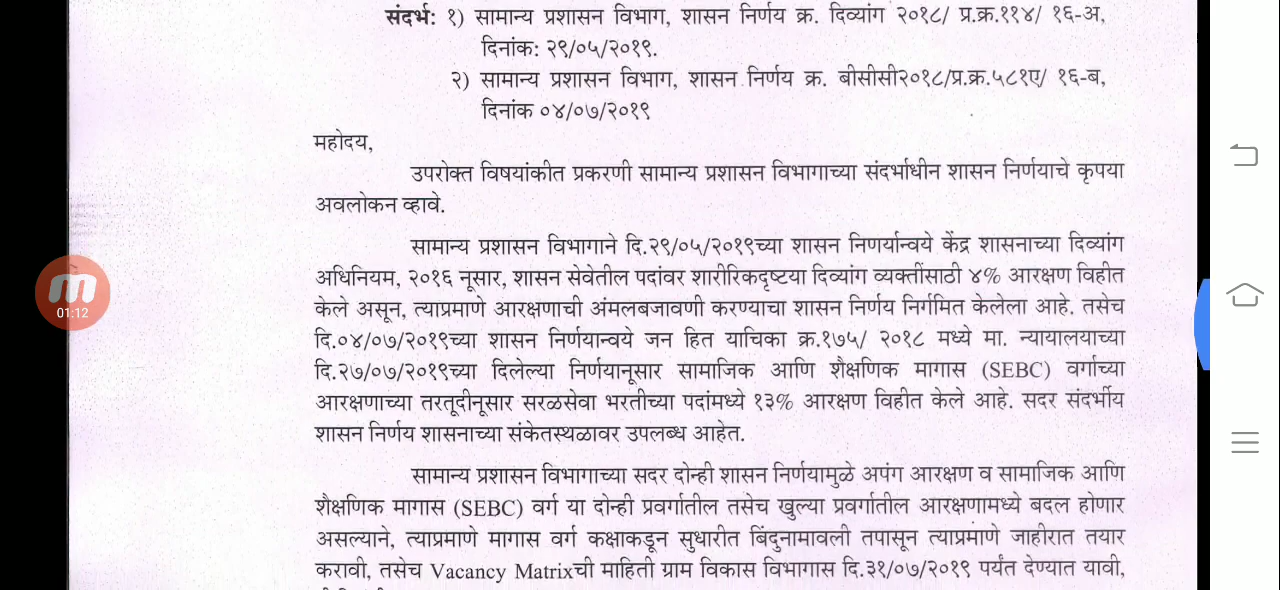 संदर्भ: १) सामान्य प्रशासन विभाग, शासन निर्णय क्र. दिव्यांग २०१८/ प्र.क्र.११४/ १६-अ,
दिनांक: २९/०५/२०१९.
२) सामान्य प्रशासन विभाग, शासन निर्णय क्र. बीसीसी२०१८/प्र.क्र.५८१ए/ १६-ब,
दिनांक ०४/०७/२०१९
महोदय,
उपरोक्त विषयांकीत प्रकरणी सामान्य प्रशासन विभागाच्या संदर्भाधीन शासन निर्णयाचे कृपया
अवलोकन व्हावे.
सामान्य प्रशासन विभागाने दि.२९/०५/२०१९च्या शासन निणर्यान्वये केंद्र शासनाच्या दिव्यांग
अधिनियम, २०१६ नूसार, शासन सेवेतील पदांवर शारीरिकदृष्टया दिव्यांग व्यक्तींसाठी ४% आरक्षण विहीत
केले असून, त्याप्रमाणे आरक्षणाची अंमलबजावणी करण्याचा शासन निर्णय निर्गमित केलेला आहे. तसेच
दि.०४/०७/२०१९च्या शासन निर्णयान्वये जन हित याचिका क्र.१७५/ २०१८ मध्ये मा. न्यायालयाच्या
दि.२७/०७/२०१९च्या दिलेल्या निर्णयानूसार सामाजिक आणि शैक्षणिक मागास (SEBC) वर्गाच्या
आरक्षणाच्या तरतूदीनूसार सरळसेवा भरतीच्या पदांमध्ये १३% आरक्षण विहीत केले आहे. सदर संदर्भीय
शासन निर्णय शासनाच्या संकेतस्थळावर उपलब्ध आहेत.
01:12
सामान्य प्रशासन विभागाच्या सदर दोन्ही शासन निर्णयामुळे अपंग आरक्षण व सामाजिक आणि
शैक्षणिक मागास (SEBC) वर्ग या दोन्ही प्रवर्गातील तसेच खुल्या प्रवर्गातील आरक्षणामध्ये बदल होणार
असल्याने, त्याप्रमाणे मागास वर्ग कक्षाकडून सुधारीत बिंदुनामावली तपासून त्याप्रमाणे जाहीरात तयार
करावी, तसेच Vacancy Matrixची माहिती ग्राम विकास विभागास दि.३१/०७/२०१९ पर्यंत देण्यात यावी,